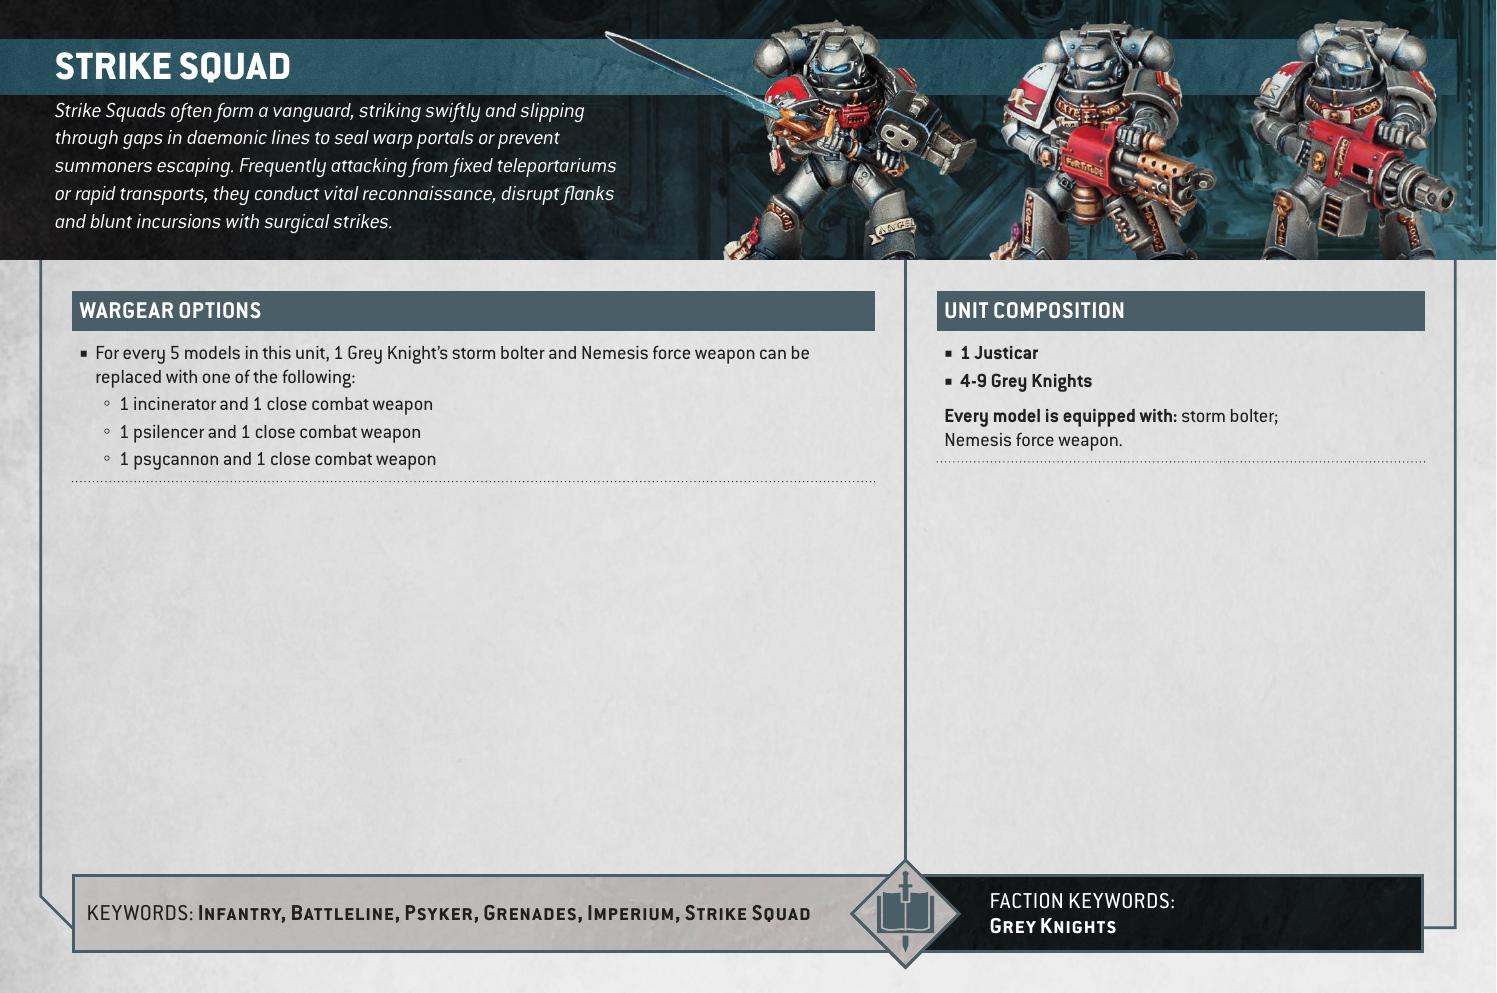 STRIKE SQUAD
Strike Squads often form a vanguard, striking swiftly and slipping
through gaps in daemonic lines to seal warp portals or prevent
summoners escaping. Frequently attacking from fixed teleportariums
or rapid transports, they conduct vital reconnaissance, disrupt flanks
and blunt incursions with surgical strikes.
ANGE
WARGEAR OPTIONS
▪ For every 5 models in this unit, 1 Grey Knight's storm bolter and Nemesis force weapon can be
replaced with one of the following:
◦ 1 incinerator and 1 close combat weapon
◦ 1 psilencer and 1 close combat weapon
◦ 1 psycannon and 1 close combat weapon
UNIT COMPOSITION
▪ 1 Justicar
▪ 4-9 Grey Knights
Every model is equipped with: storm bolter;
Nemesis force weapon.
KEYWORDS: INFANTRY, BATTLELINE, PSYKER, GRENADES, IMPERIUM, STRIKE SQUAD
FACTION KEYWORDS:
GREY KNIGHTS